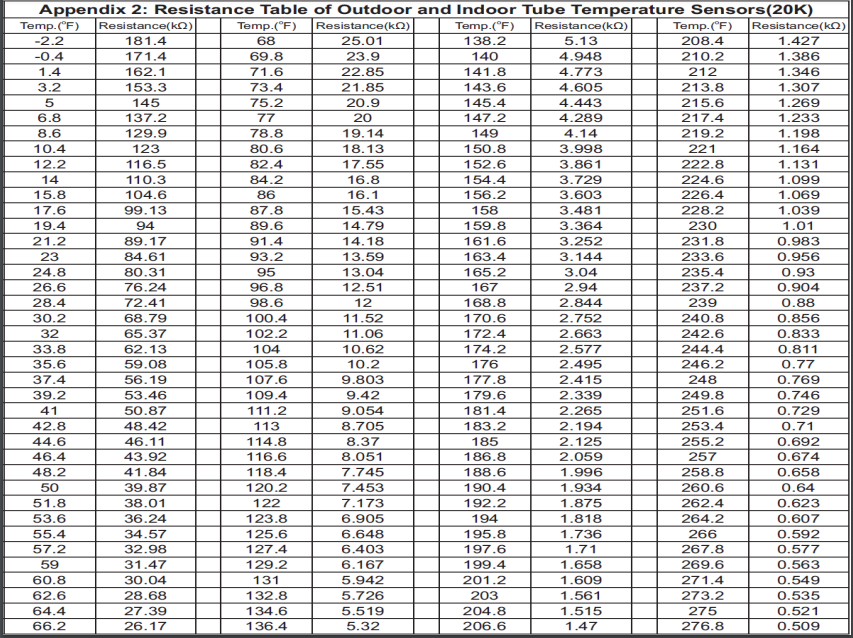 Appendix 2: Resistance Table of Outdoor and Indoor Tube Temperature Sensors(20K)
Temp.(°F) Resistance(kΩ) Temp.(°F) Resistance(kΩ) Temp.(°F) Resistance(kΩ) Temp.(°F) Resistance(kΩ)
-2.2 181.4 68 25.01 138.2 5.13 208.4 1.427
-0.4 171.4 69.8 23.9 140 4.948 210.2 1.386
1.4 162.1 71.6 22.85 141.8 4.773 212 1.346
3.2 153.3 73.4 21.85 143.6 4.605 213.8 1.307
5 145 75.2 20.9 145.4 4.443 215.6 1.269
6.8 137.2 77 20 147.2 4.289 217.4 1.233
8.6 129.9 78.8 19.14 149 4.14 219.2 1.198
10.4 123 80.6 18.13 150.8 3.998 221 1.164
12.2 116.5 82.4 17.55 152.6 3.861 222.8 1.131
14 110.3 84.2 16.8 154.4 3.729 224.6 1.099
15.8 104.6 86 16.1 156.2 3.603 226.4 1.069
17.6 99.13 87.8 15.43 158 3.481 228.2 1.039
19.4 94 89.6 14.79 159.8 3.364 230 1.01
21.2 89.17 91.4 14.18 161.6 3.252 231.8 0.983
23 84.61 93.2 13.59 163.4 3.144 233.6 0.956
24.8 80.31 95 13.04 165.2 3.04 235.4 0.93
26.6 76.24 96.8 12.51 167 2.94 237.2 0.904
28.4 72.41 98.6 12 168.8 2.844 239 0.88
30.2 68.79 100.4 11.52 170.6 2.752 240.8 0.856
32 65.37 102.2 11.06 172.4 2.663 242.6 0.833
33.8 62.13 104 10.62 174.2 2.577 244.4 0.811
35.6 59.08 105.8 10.2 176 2.495 246.2 0.77
37.4 56.19 107.6 9.803 177.8 2.415 248 0.769
39.2 53.46 109.4 9.42 179.6 2.339 249.8 0.746
41 50.87 111.2 9.054 181.4 2.265 251.6 0.729
42.8 48.42 113 8.705 183.2 2.194 253.4 0.71
44.6 46.11 114.8 8.37 185 2.125 255.2 0.692
46.4 43.92 116.6 8.051 186.8 2.059 257 0.674
48.2 41.84 118.4 7.745 188.6 1.996 258.8 0.658
50 39.87 120.2 7.453 190.4 1.934 260.6 0.64
51.8 38.01 122 7.173 192.2 1.875 262.4 0.623
53.6 36.24 123.8 6.905 194 1.818 264.2 0.607
55.4 34.57 125.6 6.648 195.8 1.736 266 0.592
57.2 32.98 127.4 6.403 197.6 1.71 267.8 0.577
59 31.47 129.2 6.167 199.4 1.658 269.6 0.563
60.8 30.04 131 5.942 201.2 1.609 271.4 0.549
62.6 28.68 132.8 5.726 203 1.561 273.2 0.535
64.4 27.39 134.6 5.519 204.8 1.515 275 0.521
66.2 26.17 136.4 5.32 206.6 1.47 276.8 0.509